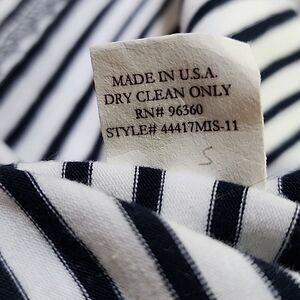 MADE IN U.S.A.
DRY CLEAN ONLY
RN# 96360
STYLE# 44417MIS-11
S